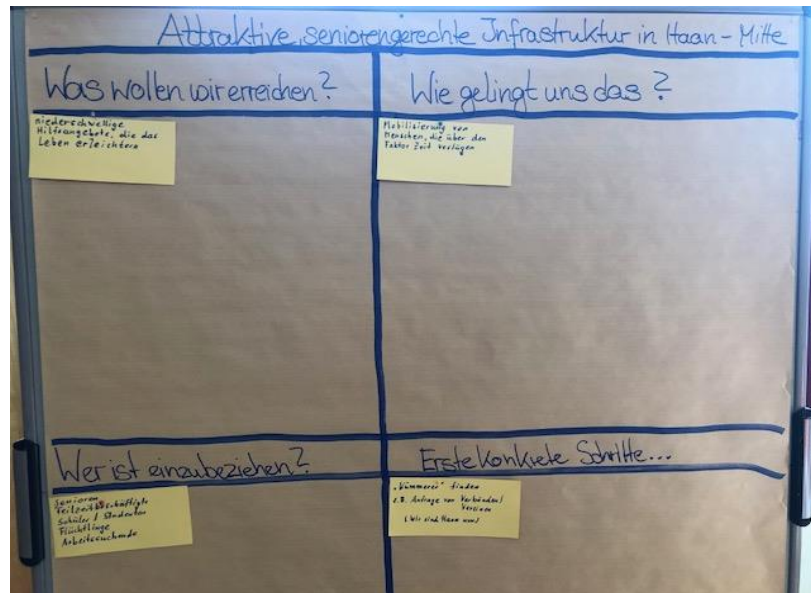 Attraktive, seniorengerechte Infrastruktur in Haan-Mitte
Was wollen wir erreichen?
niederschwellige
Hilfsangebote, die das
Leben erleichtern
Wie gelingt uns das?
Mobilisierung von
Menschen, die über den
Faktor Zeit verfügen
Wer ist einzubeziehen?
Senioren
Teilzeitbeschäftigte
Schüler / Studenten
Flüchtlinge
Arbeitssuchende
Erste konkrete Schritte...
"Kümmerer" finden
z.B. Anfrage von Verbänden/
Vereinen
(Wir sind Haan